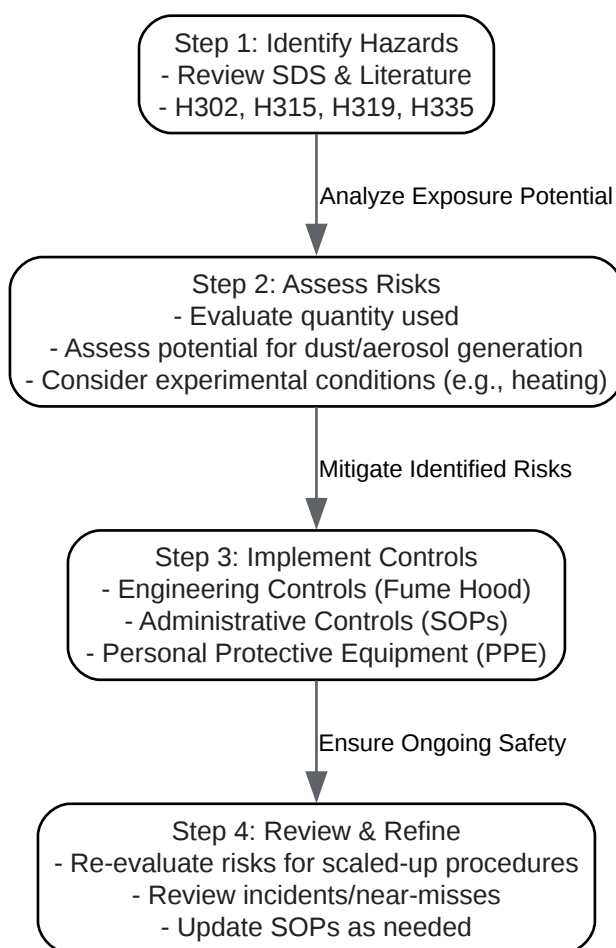 Step 1: Identify Hazards
- Review SDS & Literature
- H302, H315, H319, H335
Analyze Exposure Potential
Step 2: Assess Risks
- Evaluate quantity used
- Assess potential for dust/aerosol generation
- Consider experimental conditions (e.g., heating)
Mitigate Identified Risks
Step 3: Implement Controls
- Engineering Controls (Fume Hood)
- Administrative Controls (SOPs)
- Personal Protective Equipment (PPE)
Ensure Ongoing Safety
Step 4: Review & Refine
- Re-evaluate risks for scaled-up procedures
- Review incidents/near-misses
- Update SOPs as needed